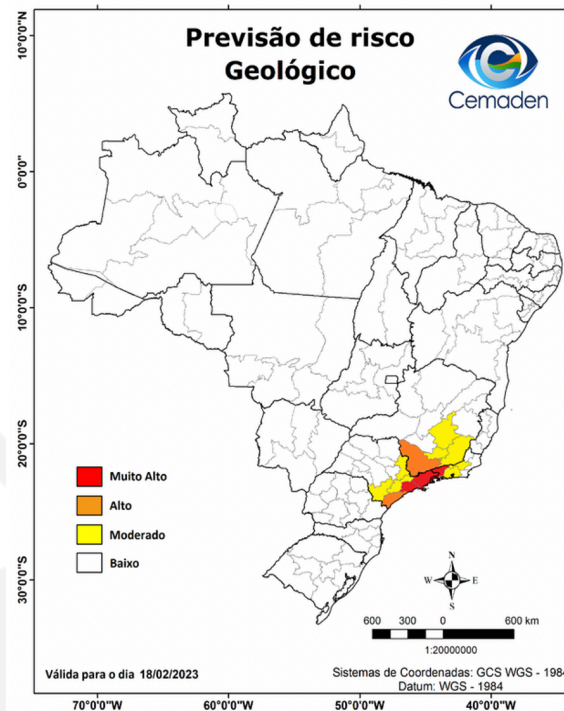 Previsão de risco
Geológico
Cemaden
10°0'0"N
0°0'0"
10°0'0"S
20°0'0"S
30°0'0"S
Muito Alto
Alto
Moderado
Baixo
N
W E
S
600 300 0 600 km
1:20000000
Válida para o dia 18/02/2023
Sistemas de Coordenadas: GCS WGS - 1984
Datum: WGS - 1984
70°0'0"W 60°0'0"W 50°0'0"W 40°0'0"W